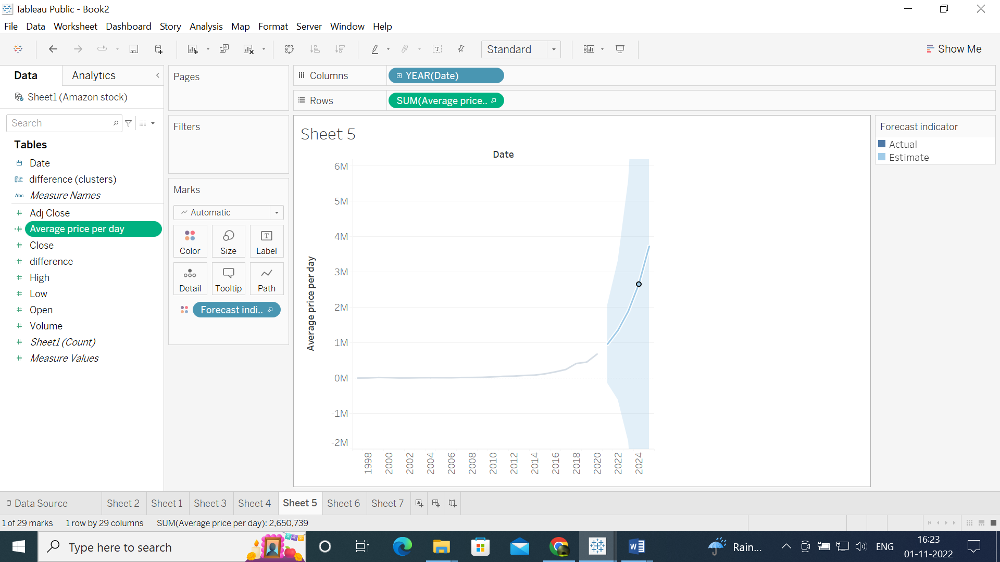 Tableau Public - Book2
File Data Worksheet Dashboard Story Analysis Map Format Server Window Help
Standard
Show Me
Data Analytics
Sheet1 (Amazon stock)
Search
Tables
Date
difference (clusters)
Abc Measure Names
Adj Close
Average price per day
Close
difference
High
Low
Open
Volume
Sheet1 (Count)
Measure Values
Pages
Filters
Marks
Automatic
Color Size Label
Detail Tooltip Path
Forecast indi..
Columns YEAR(Date)
Rows SUM(Average price..
Sheet 5
Date
Average price per day
6M
5M
4M
3M
2M
1M
0M
-1M
-2M
1998 2000 2002 2004 2006 2008 2010 2012 2014 2016 2018 2020 2022 2024
Forecast indicator
Actual
Estimate
Data Source Sheet 2 Sheet 1 Sheet 3 Sheet 4 Sheet 5 Sheet 6 Sheet 7
1 of 29 marks 1 row by 29 columns SUM(Average price per day): 2,650,739
Type here to search
Rain... ENG
16:23
01-11-2022